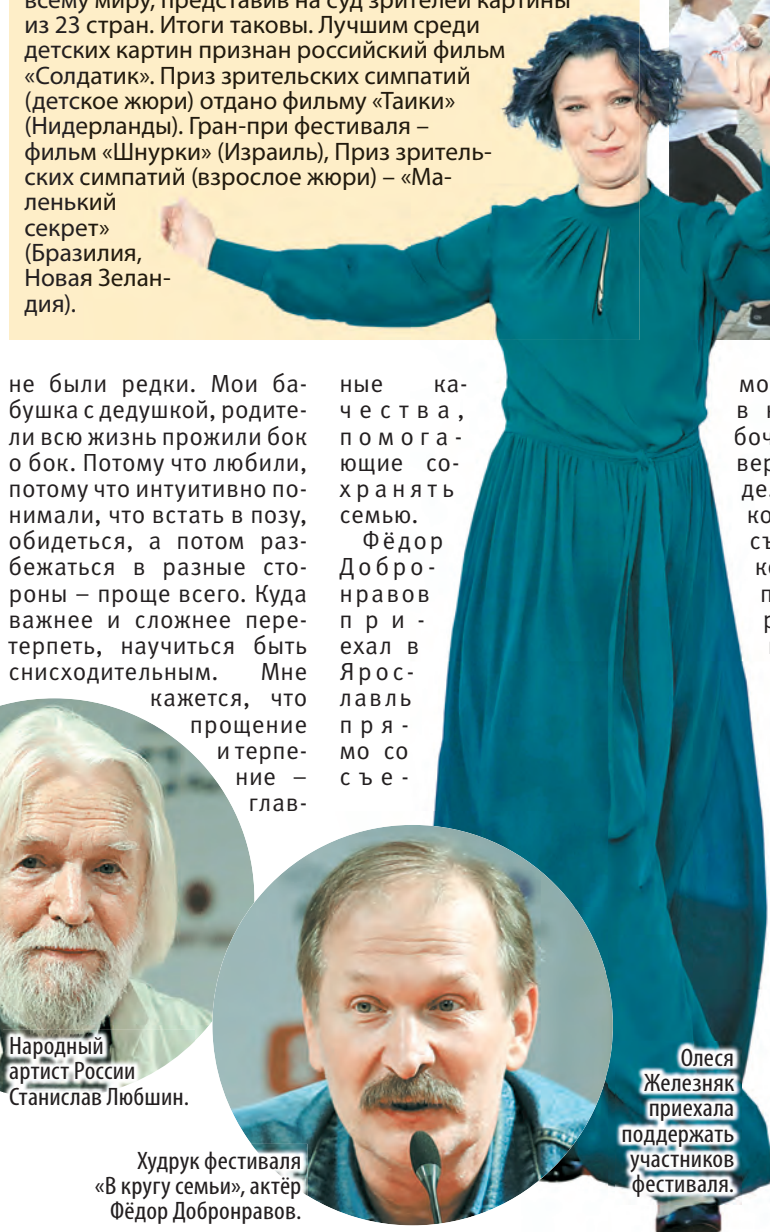 всему миру, представив на суд зрителей картины
из 23 стран. Итоги таковы. Лучшим среди
детских картин признан российский фильм
«Солдатик». Приз зрительских симпатий
(детское жюри) отдано фильму «Таики»
(Нидерланды). Гран-при фестиваля –
фильм «Шнурки» (Израиль), Приз зритель-
ских симпатий (взрослое жюри) – «Ма-
ленький
секрет»
(Бразилия,
Новая Зелан-
дия).
не были редки. Мои ба-
бушка с дедушкой, родите-
ли всю жизнь прожили бок
о бок. Потому что любили,
потому что интуитивно по-
нимали, что встать в позу,
обидеться, а потом раз-
бежаться в разные сто-
роны – проще всего. Куда
важнее и сложнее пере-
терпеть, научиться быть
снисходительным. Мне
кажется, что
прощение
и терпе-
ние –
глав-
ные ка-
чества,
помога-
ющие со-
хранять
семью.
Фёдор
Добро-
нравов
при-
ехал в
Ярос-
лавль
пря-
мо со
съе-
Народный
артист России
Станислав Любшин.
Худрук фестиваля
«В кругу семьи», актёр
Фёдор Добронравов.
Олеся
Железняк
приехала
поддержать
участников
фестиваля.